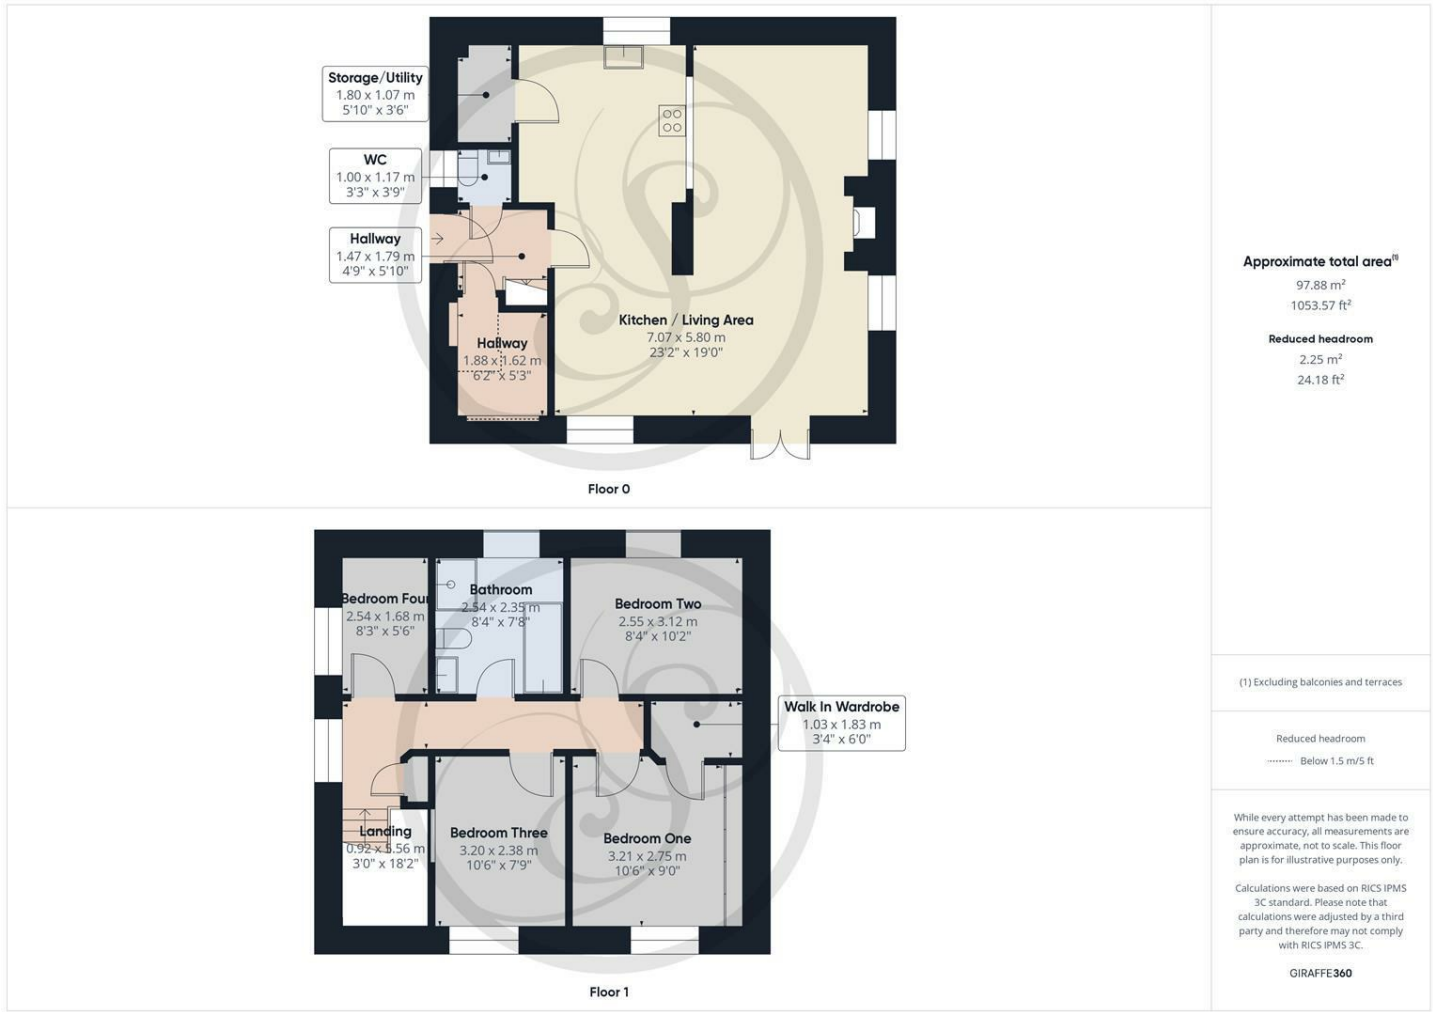 Storage/Utility
1.80 x 1.07 m
5'10" x 3'6"
WC
1.00 x 1.17 m
3'3" x 3'9"
Hallway
1.47 x 1.79 m
4'9" x 5'10"
Hallway
1.88 x 1.62 m
6'2" x 5'3"
Kitchen / Living Area
7.07 x 5.80 m
23'2" x 19'0"
Floor 0
Bedroom Four
2.54 x 1.68 m
8'3" x 5'6"
Bathroom
2.54 x 2.35 m
8'4" x 7'8"
Bedroom Two
2.55 x 3.12 m
8'4" x 10'2"
Walk In Wardrobe
1.03 x 1.83 m
3'4" x 6'0"
Landing
0.92 x 5.56 m
3'0" x 18'2"
Bedroom Three
3.20 x 2.38 m
10'6" x 7'9"
Bedroom One
3.21 x 2.75 m
10'6" x 9'0"
Floor 1
Approximate total area⁽¹⁾
97.88 m²
1053.57 ft²
Reduced headroom
2.25 m²
24.18 ft²
(1) Excluding balconies and terraces
Reduced headroom
Below 1.5 m/5 ft
While every attempt has been made to
ensure accuracy, all measurements are
approximate, not to scale. This floor
plan is for illustrative purposes only.
Calculations were based on RICS IPMS
3C standard. Please note that
calculations were adjusted by a third
party and therefore may not comply
with RICS IPMS 3C.
GIRAFFE360